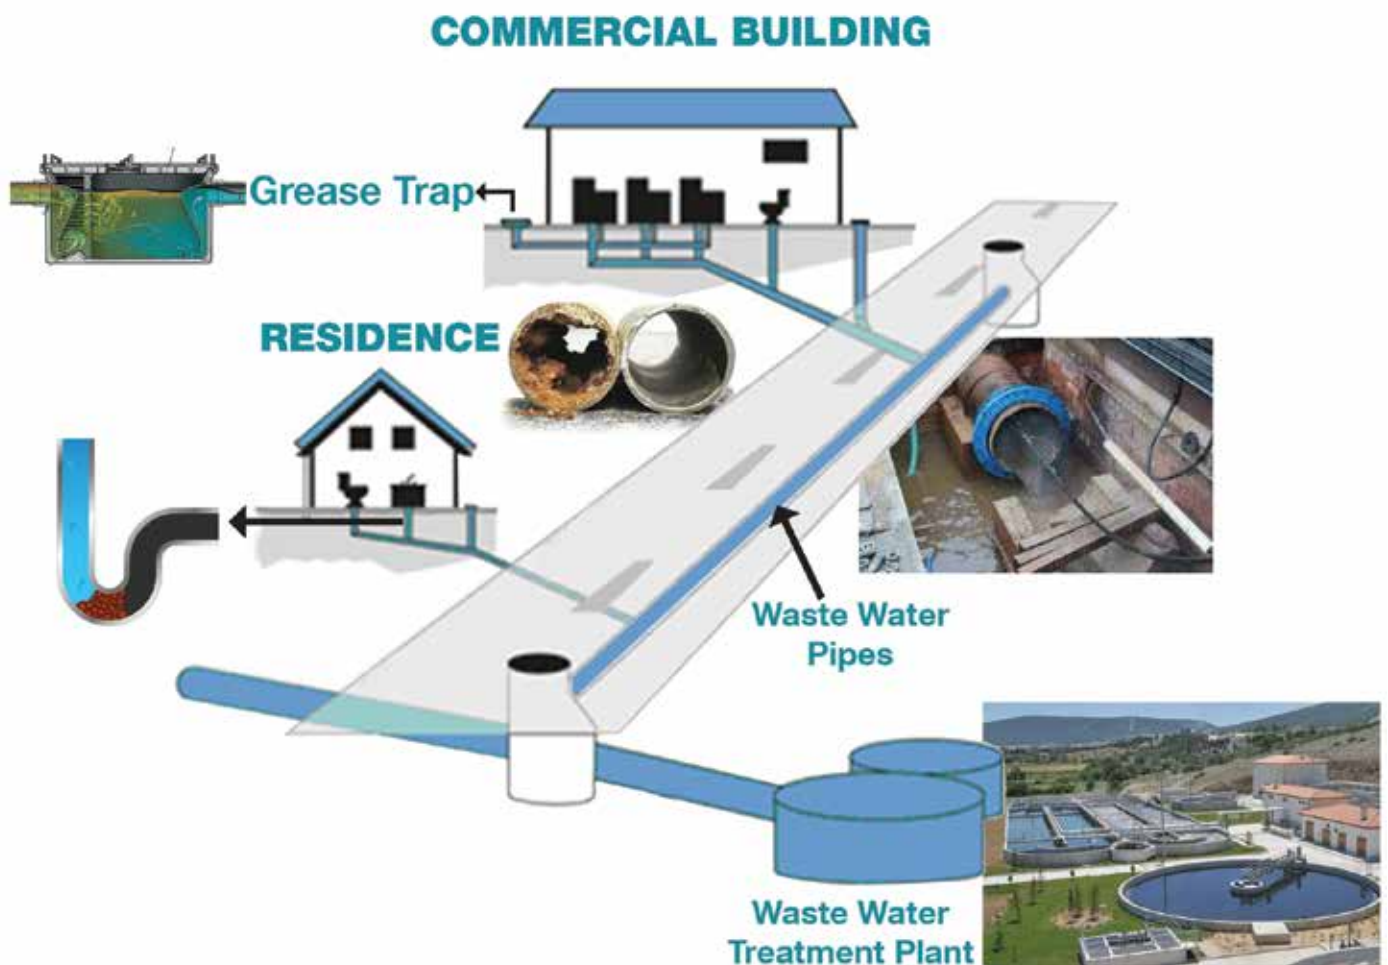 COMMERCIAL BUILDING
Grease Trap
RESIDENCE
Waste Water
Pipes
Waste Water
Treatment Plant